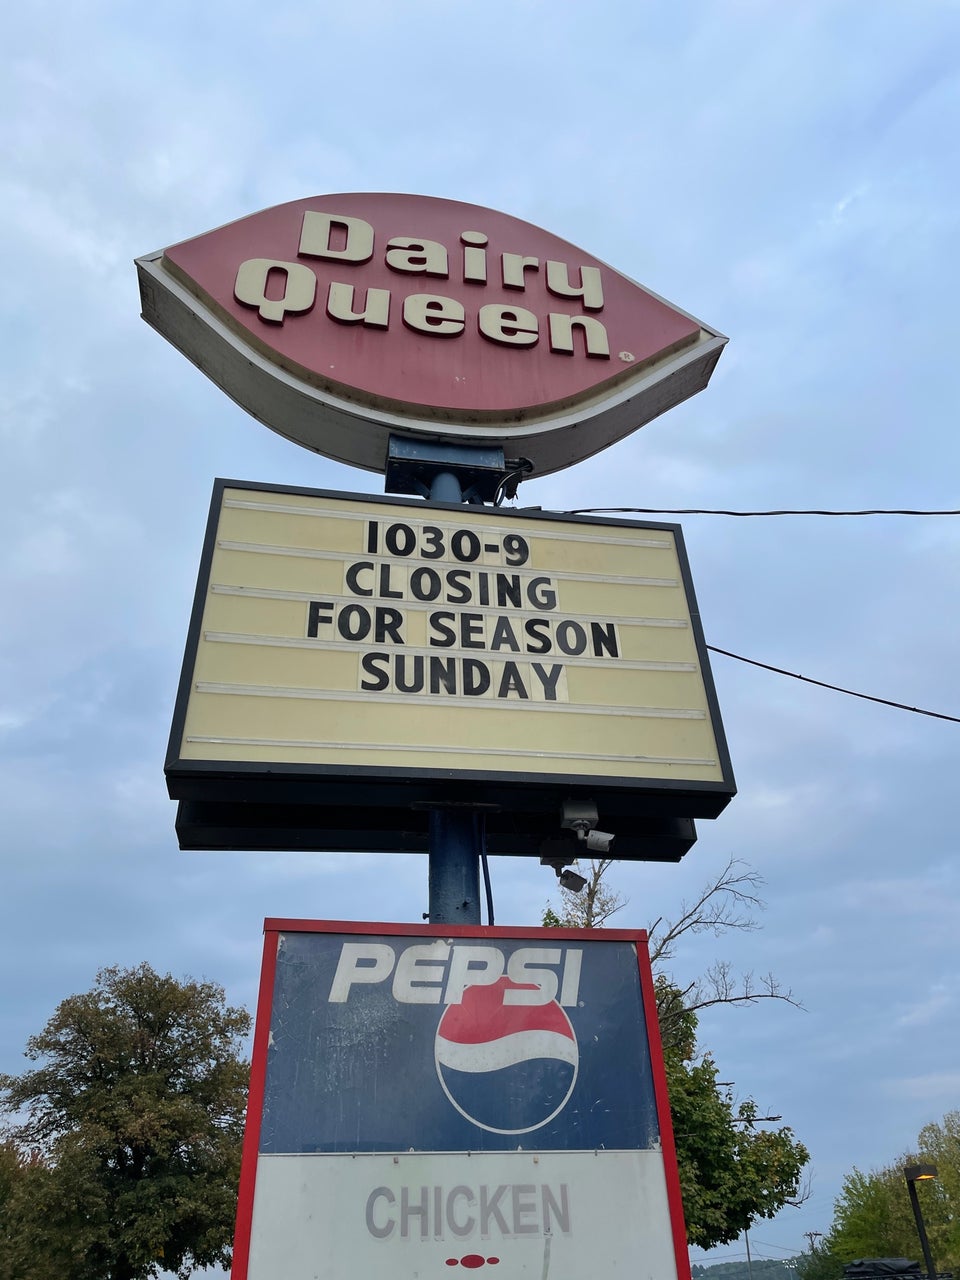 Dairy
Queen®
1030-9
CLOSING
FOR SEASON
SUNDAY
PEPSI
CHICKEN